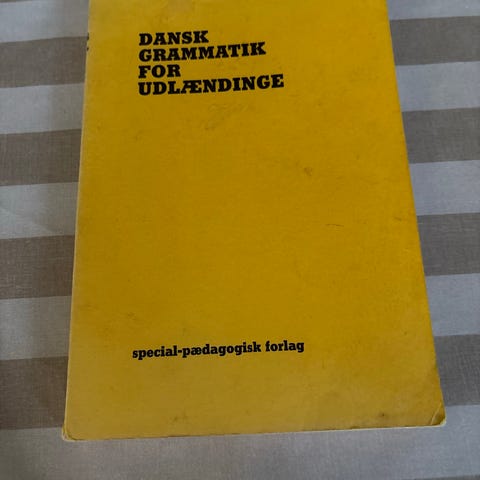 DANSK
GRAMMATIK
FOR
UDLÆNDINGE
special-pædagogisk forlag